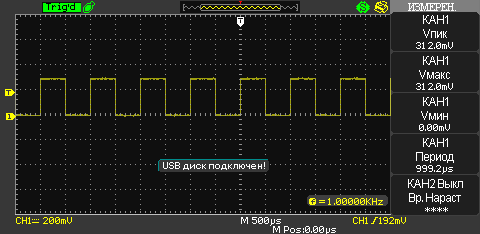 Trig'd
ИЗМЕРЕН
КАН1
Vпик
312.0mV
КАН1
Vмакс
312.0mV
КАН1
Vмин
0.00mV
КАН1
Период
999.2µs
КАН2 Выкл
Вр. Нараст
****
T
T
1
USB диск подключен!
f=1.00000KHz
CH1 200mV M 500µs CH1 192mV
M Pos:0.00µs